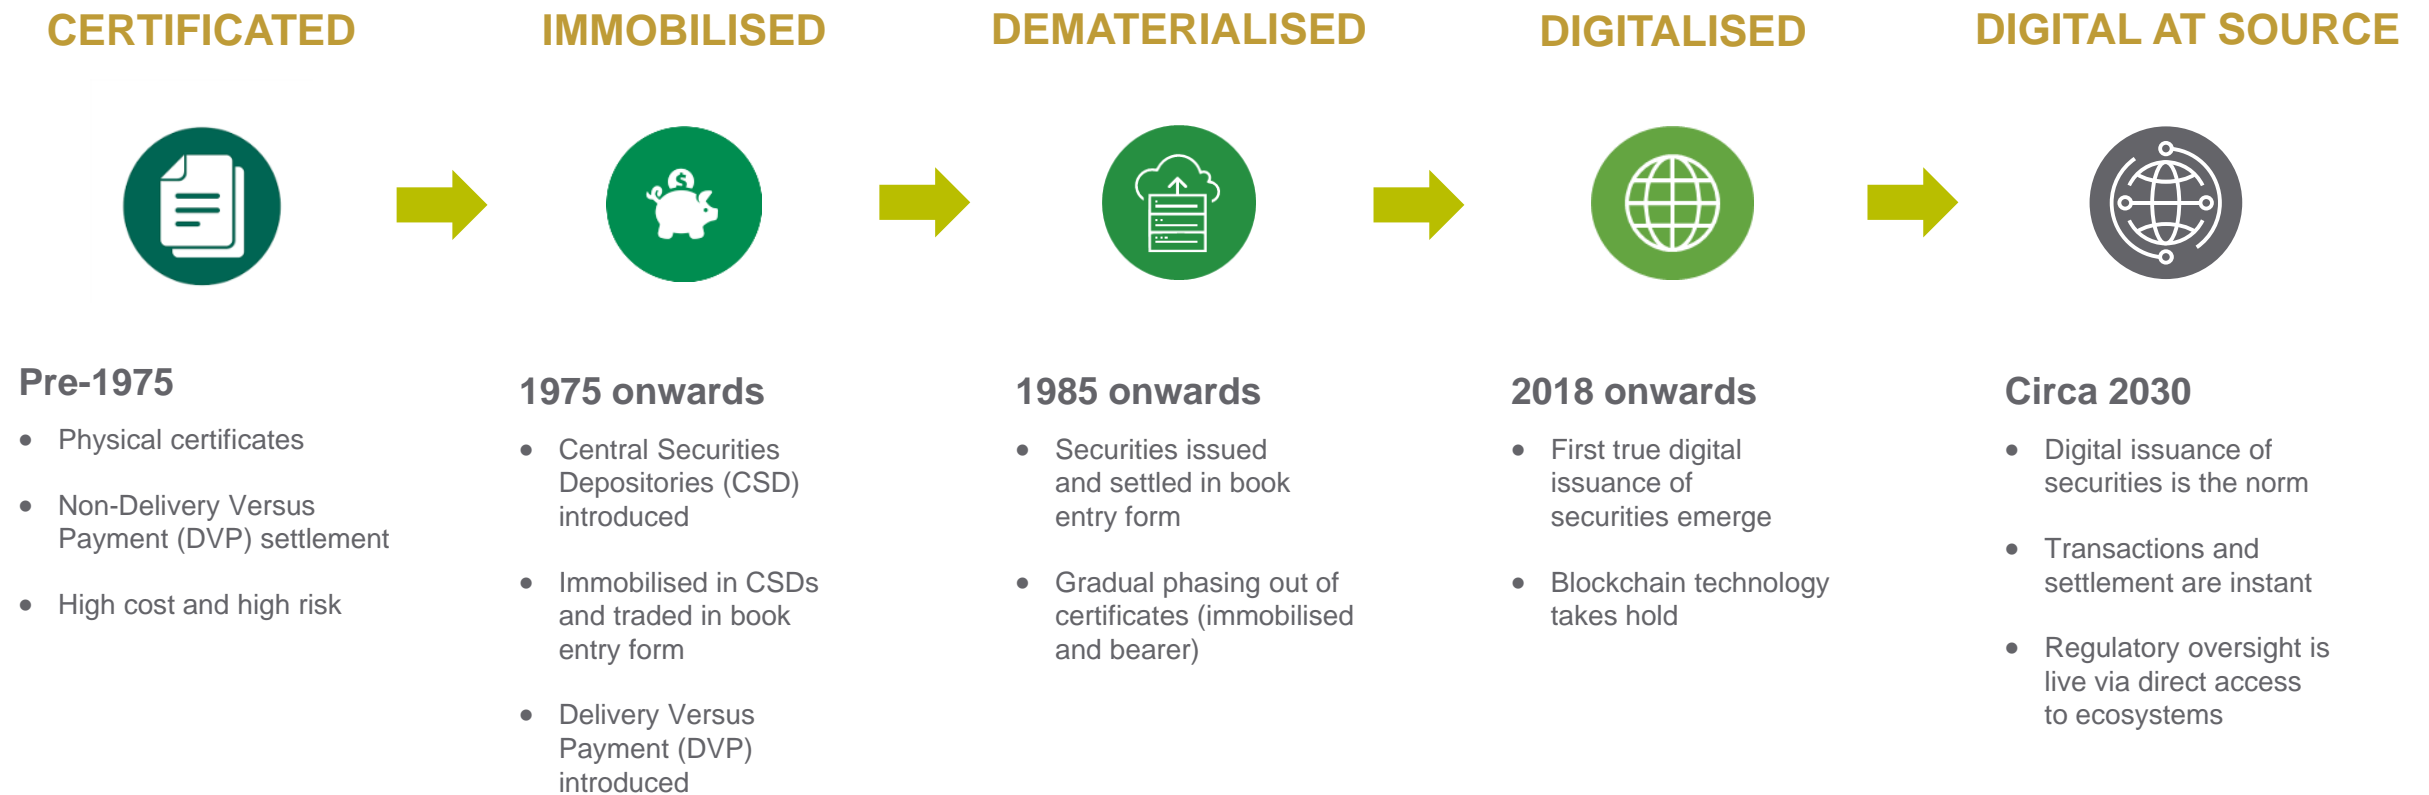 CERTIFICATED
IMMOBILISED
DEMATERIALISED
DIGITALISED
DIGITAL AT SOURCE
Pre-1975
• Physical certificates
• Non-Delivery Versus
Payment (DVP) settlement
• High cost and high risk
1975 onwards
• Central Securities
Depositories (CSD)
introduced
• Immobilised in CSDs
and traded in book
entry form
• Delivery Versus
Payment (DVP)
introduced
1985 onwards
• Securities issued
and settled in book
entry form
• Gradual phasing out of
certificates (immobilised
and bearer)
2018 onwards
• First true digital
issuance of
securities emerge
• Blockchain technology
takes hold
Circa 2030
• Digital issuance of
securities is the norm
• Transactions and
settlement are instant
• Regulatory oversight is
live via direct access
to ecosystems